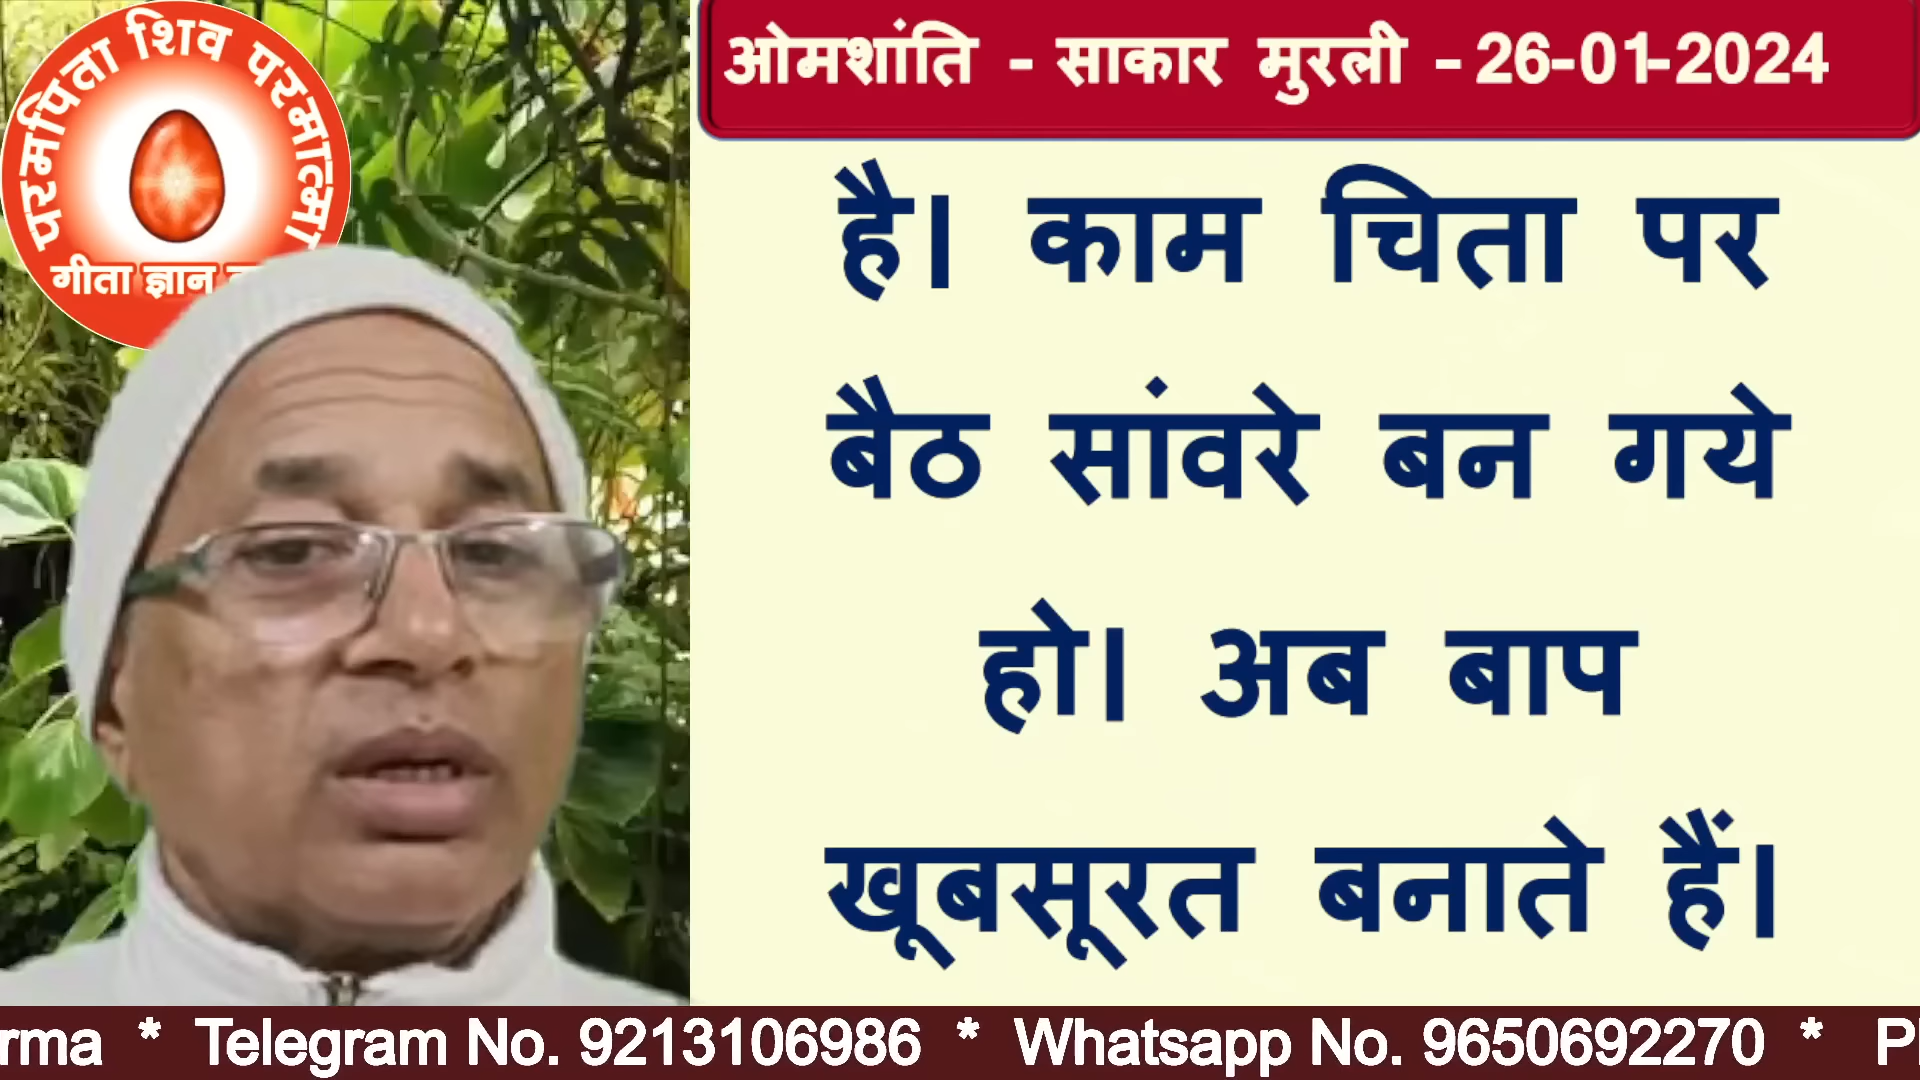 परमपिता शिव परमात्मा
गीता ज्ञान
ओमशांति - साकार मुरली - 26-01-2024
है। काम चिता पर
बैठ सांवरे बन गये
हो। अब बाप
खूबसूरत बनाते हैं।
rma * Telegram No. 9213106986 * Whatsapp No. 9650692270 *